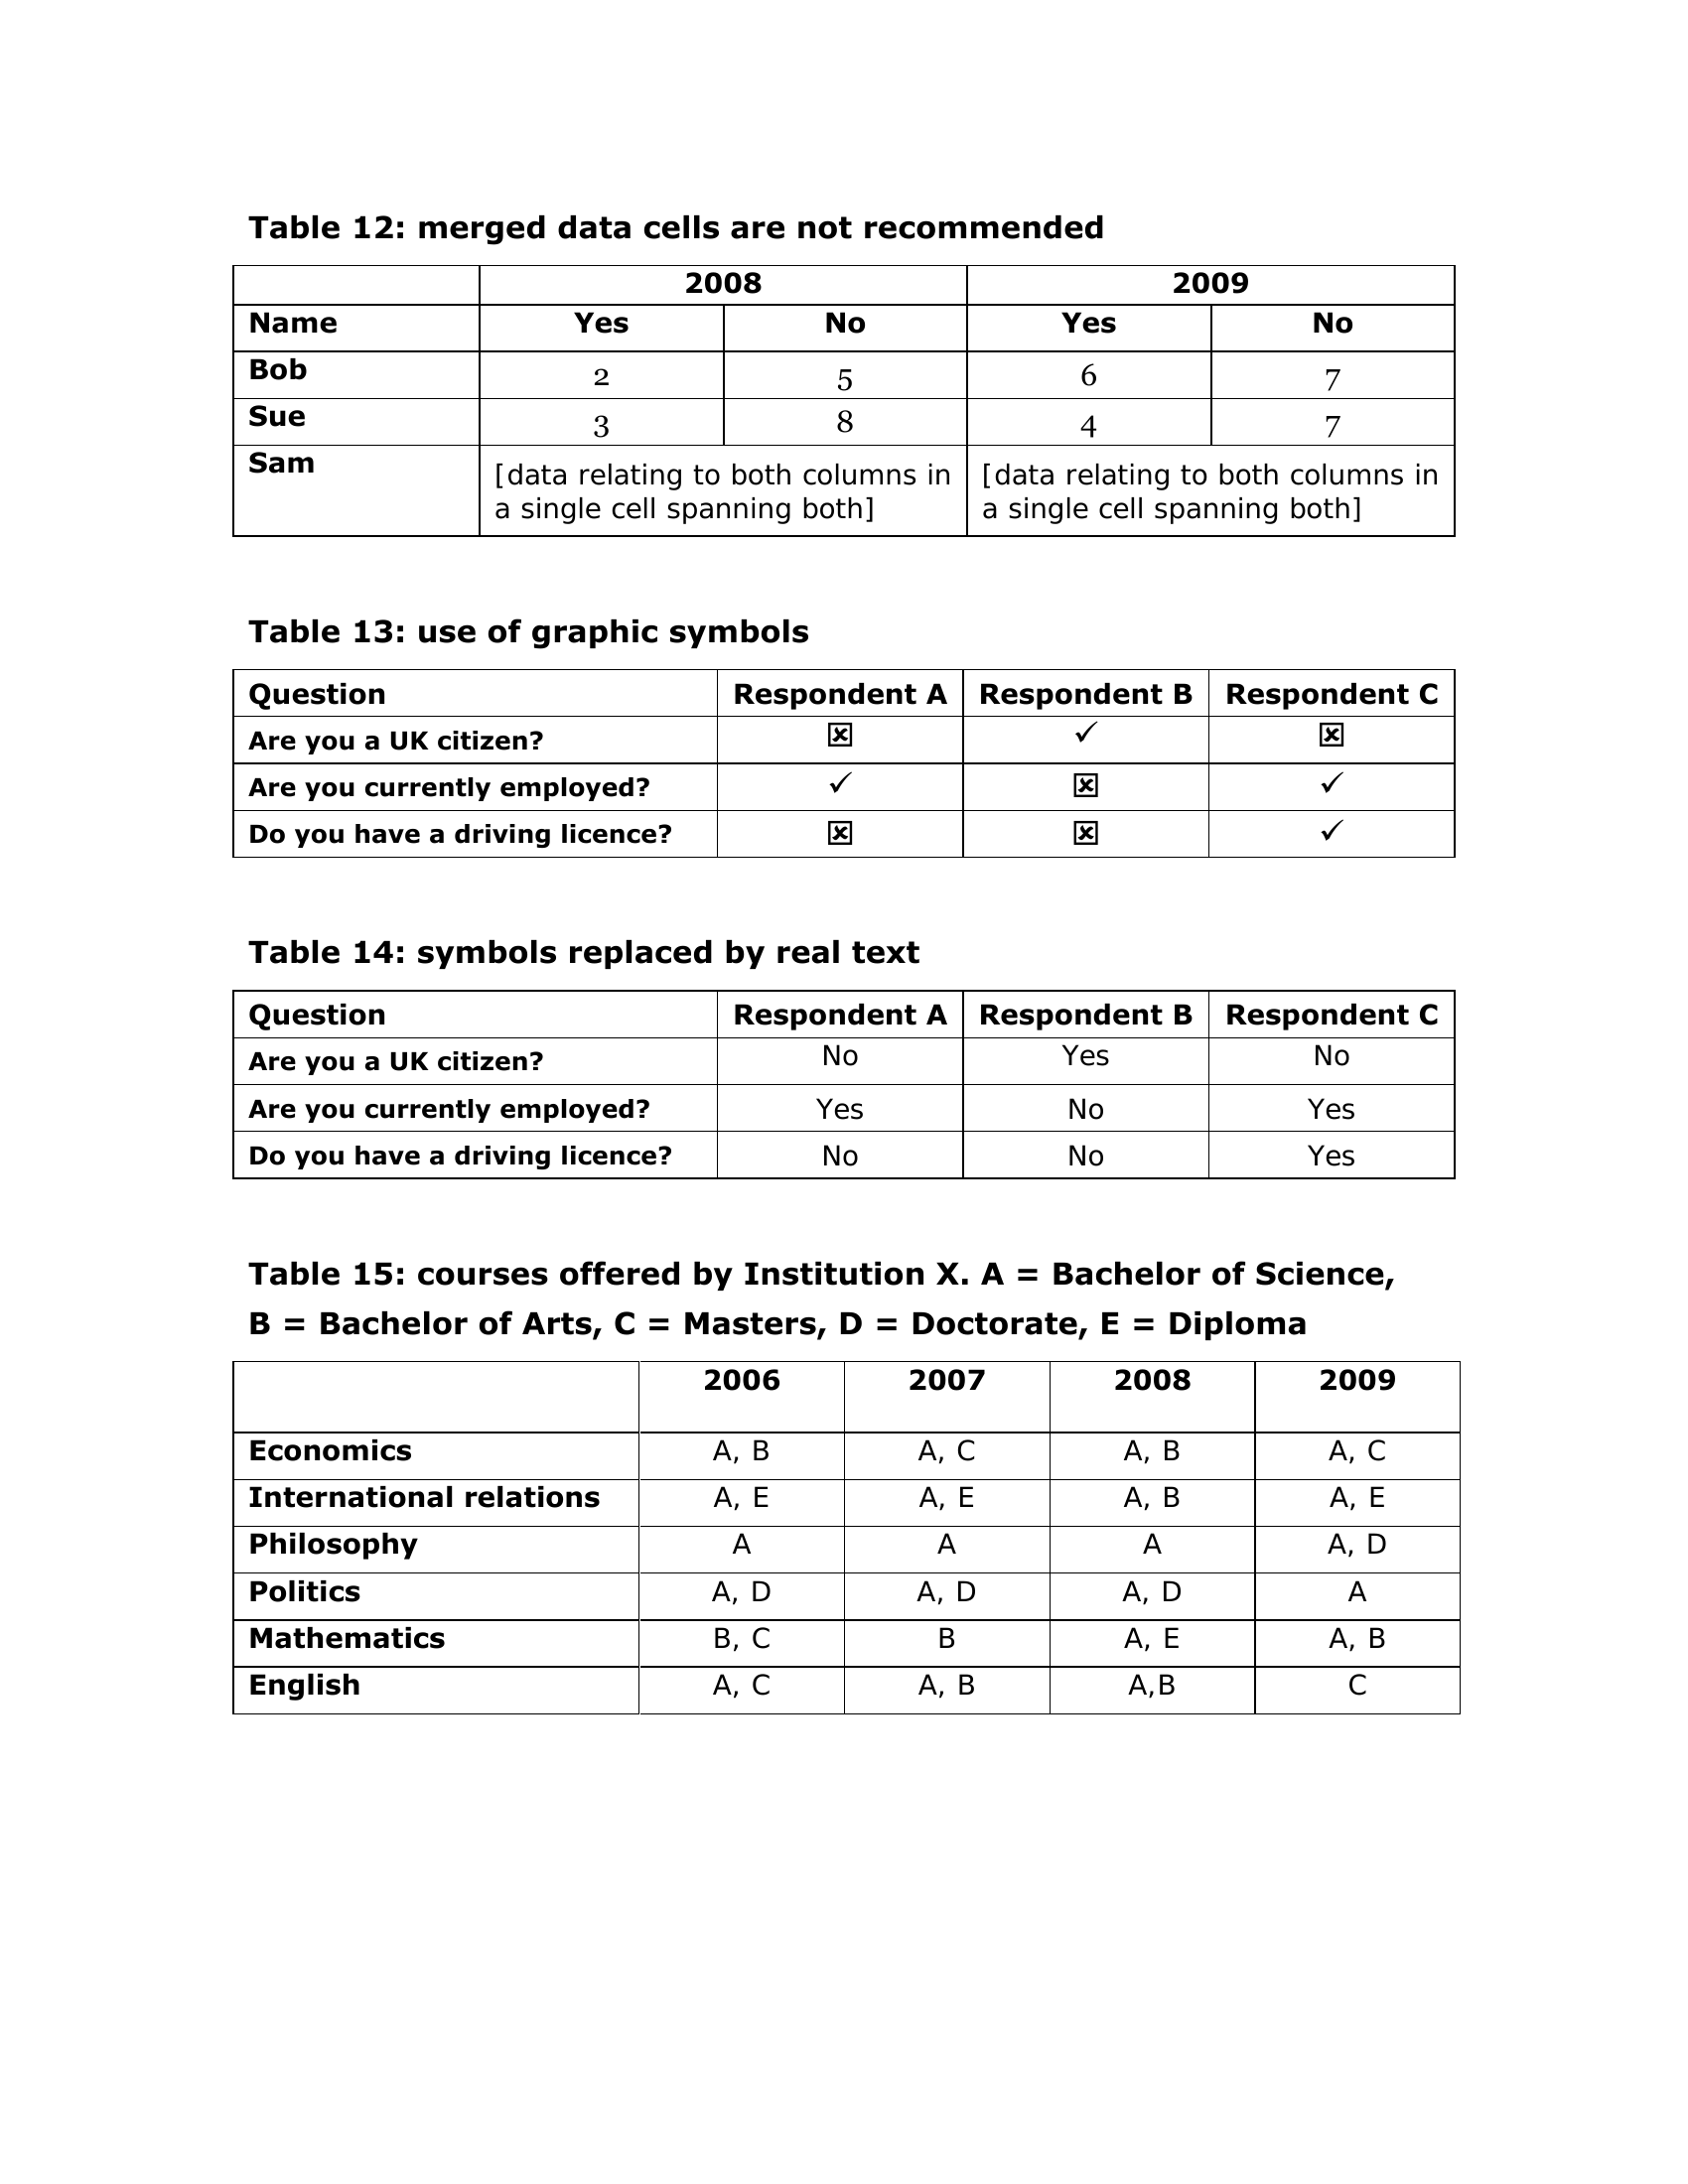 Table 12: merged data cells are not recommended
2008 2009
Name Yes No Yes No
Bob 2 5 6 7
Sue 3 8 4 7
Sam [data relating to both columns in a single cell spanning both] [data relating to both columns in a single cell spanning both]
Table 13: use of graphic symbols
Question Respondent A Respondent B Respondent C
Are you a UK citizen? ☒ ✓ ☒
Are you currently employed? ✓ ☒ ✓
Do you have a driving licence? ☒ ☒ ✓
Table 14: symbols replaced by real text
Question Respondent A Respondent B Respondent C
Are you a UK citizen? No Yes No
Are you currently employed? Yes No Yes
Do you have a driving licence? No No Yes
Table 15: courses offered by Institution X. A = Bachelor of Science,
B = Bachelor of Arts, C = Masters, D = Doctorate, E = Diploma
2006 2007 2008 2009
Economics A, B A, C A, B A, C
International relations A, E A, E A, B A, E
Philosophy A A A A, D
Politics A, D A, D A, D A
Mathematics B, C B A, E A, B
English A, C A, B A,B C